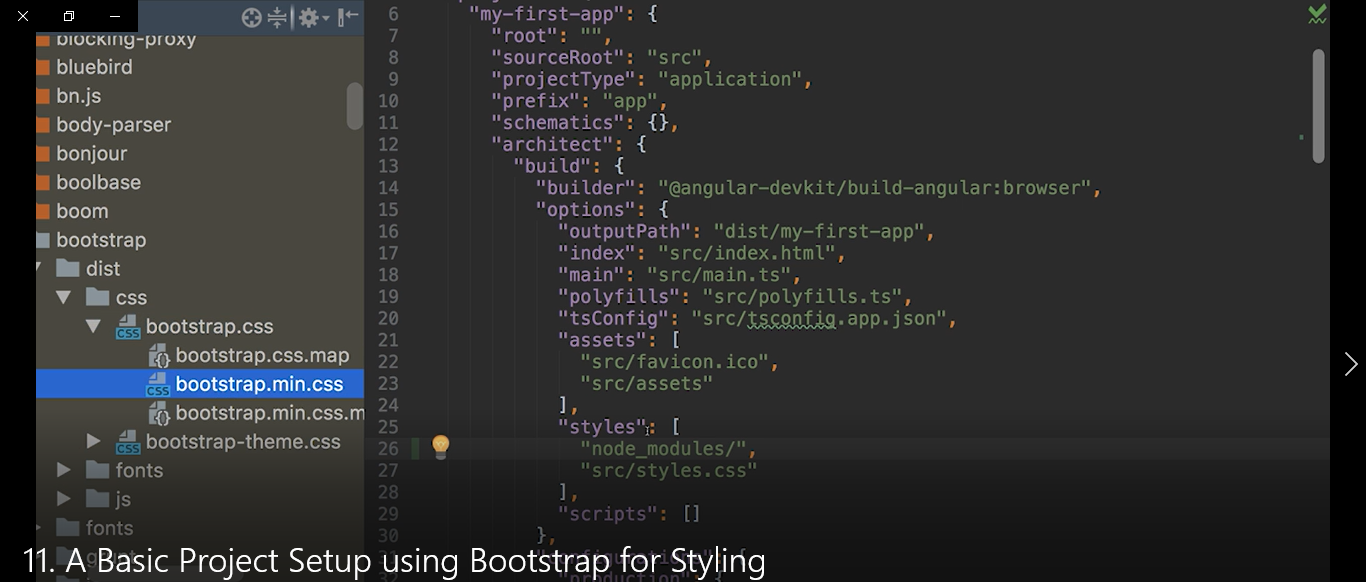 blocking-proxy
bluebird
bn.js
body-parser
bonjour
boolbase
boom
bootstrap
dist
css
bootstrap.css
bootstrap.css.map
bootstrap.min.css
bootstrap.min.css.m
bootstrap-theme.css
fonts
js
fonts
grunt
6 "my-first-app": {
7 "root": "",
8 "sourceRoot": "src",
9 "projectType": "application",
10 "prefix": "app",
11 "schematics": {},
12 "architect": {
13 "build": {
14 "builder": "@angular-devkit/build-angular:browser",
15 "options": {
16 "outputPath": "dist/my-first-app",
17 "index": "src/index.html",
18 "main": "src/main.ts",
19 "polyfills": "src/polyfills.ts",
20 "tsConfig": "src/tsconfig.app.json",
21 "assets": [
22 "src/favicon.ico",
23 "src/assets"
24 ],
25 "styles": [
26 "node_modules/",
27 "src/styles.css"
28 ],
29 "scripts": []
30 },
31 "configurations": {
32 "production": {
11. A Basic Project Setup using Bootstrap for Styling